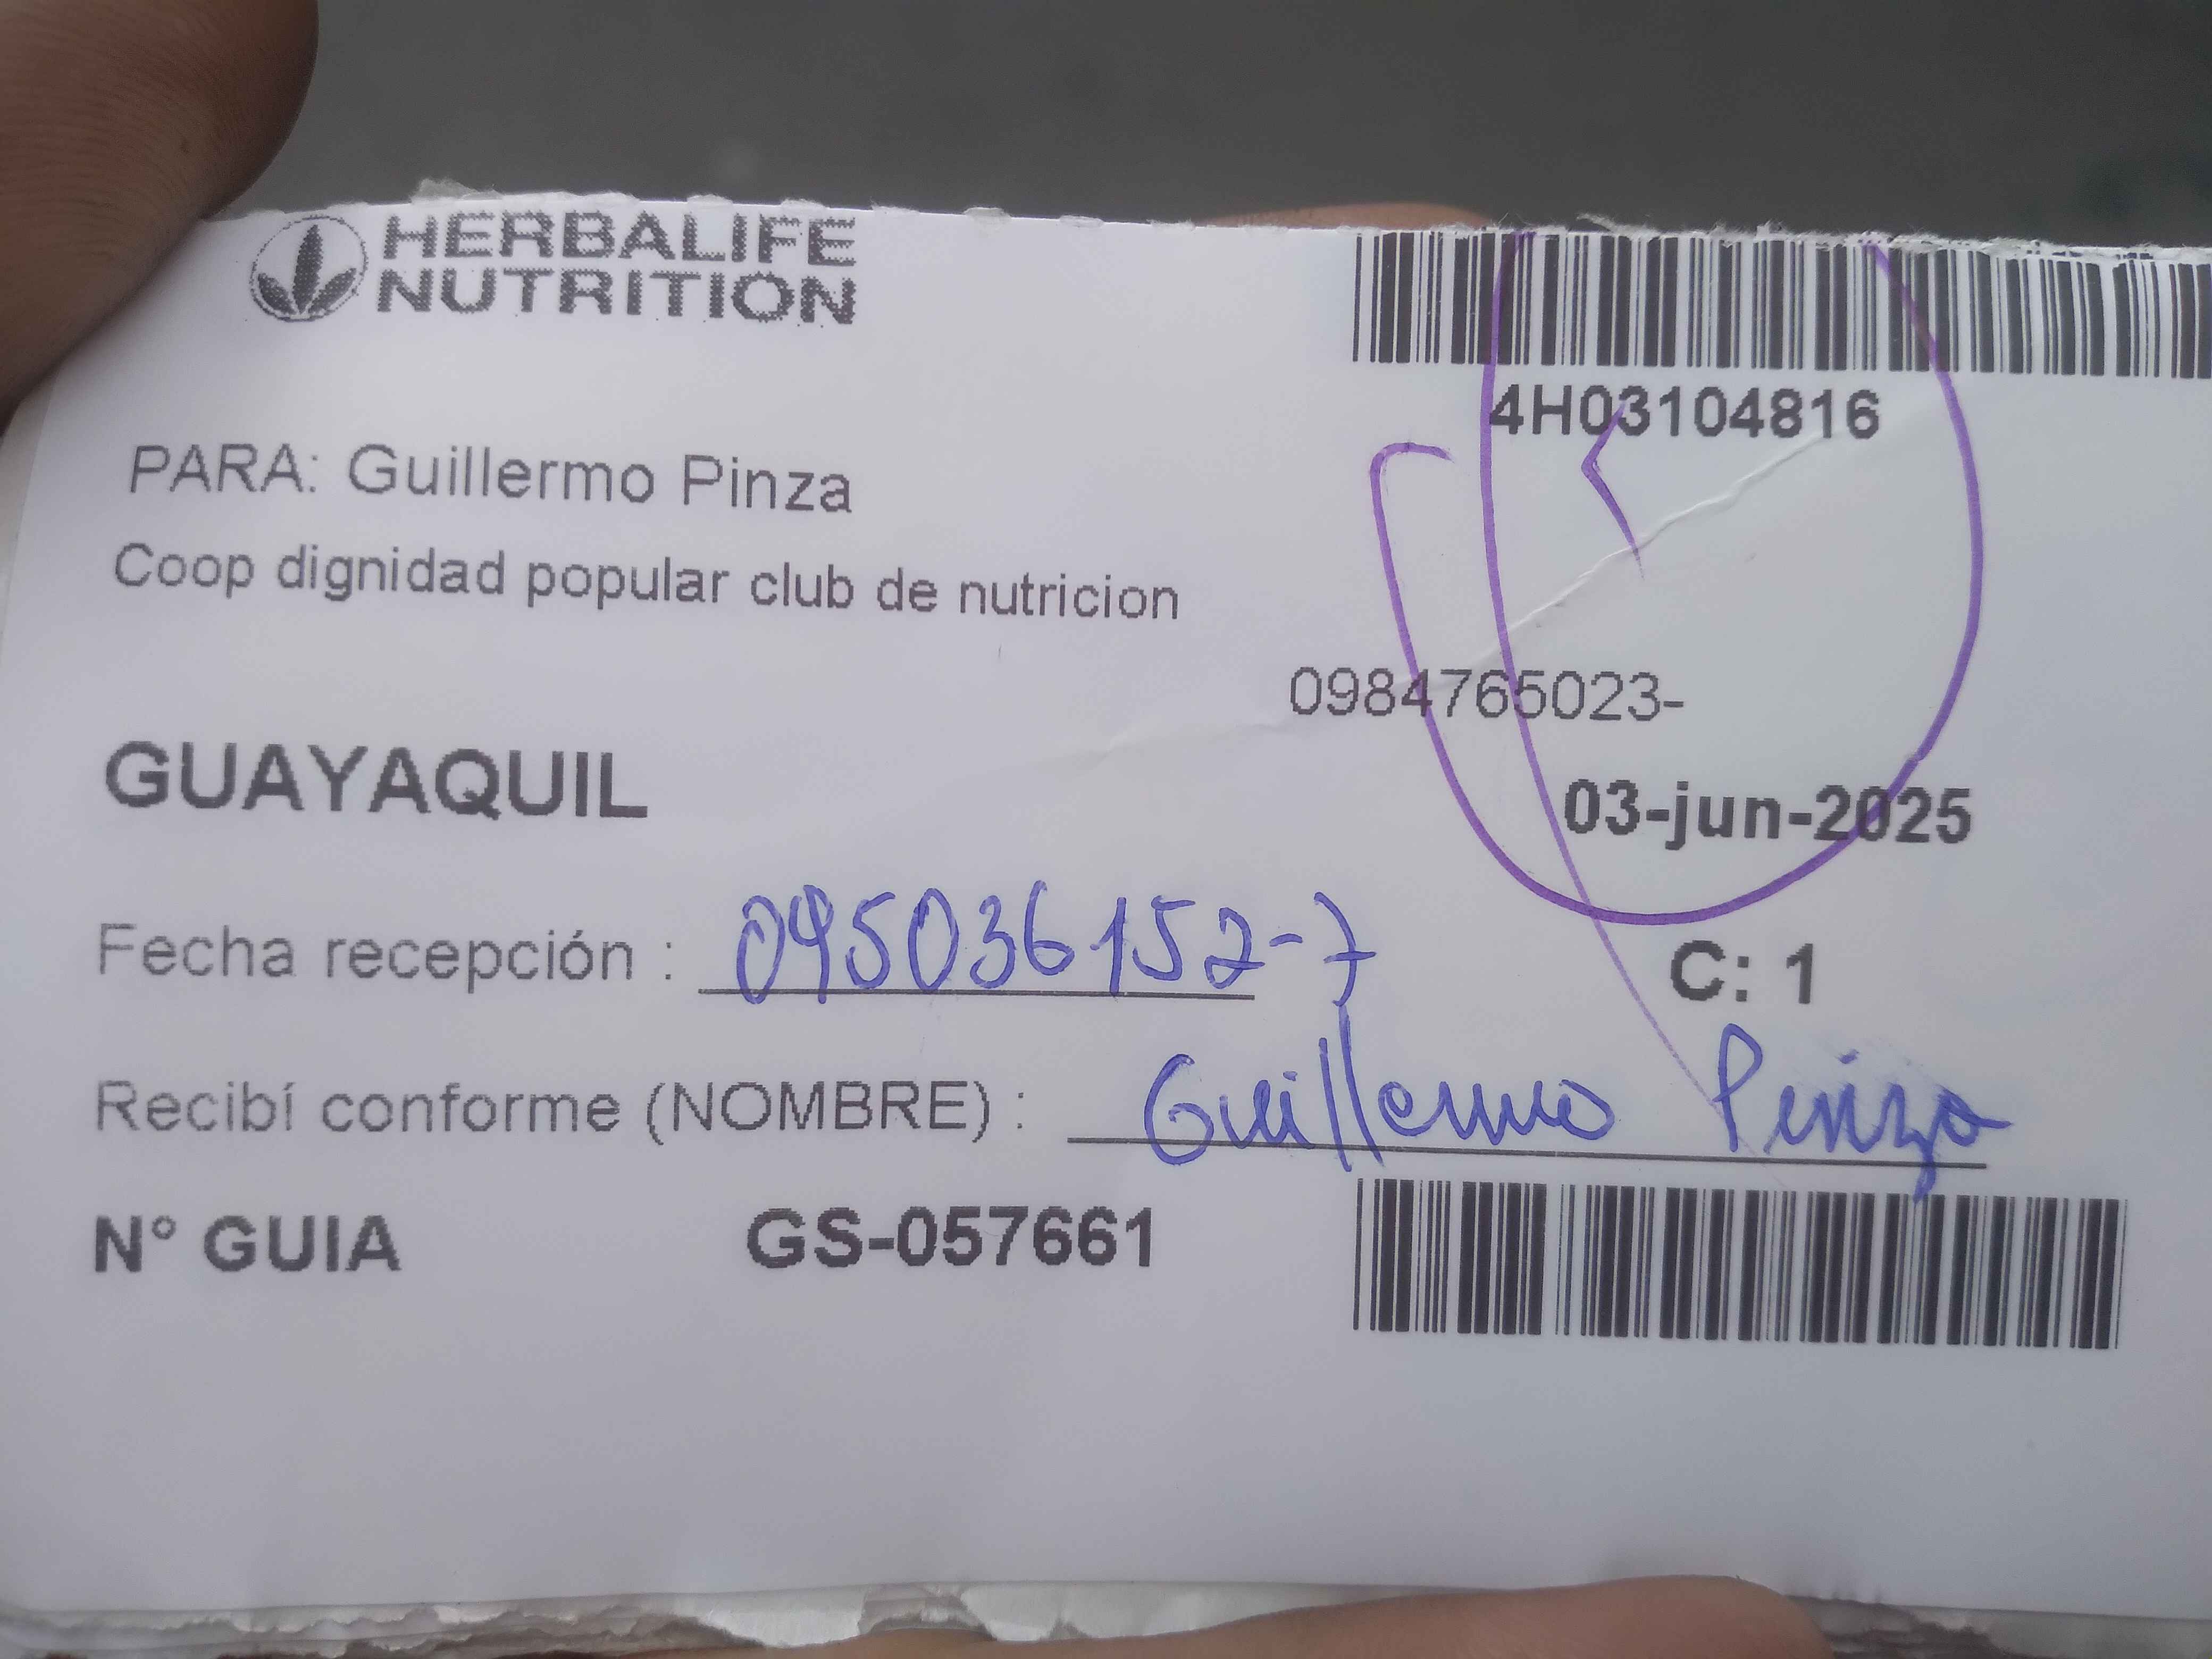 HERBALIFE
NUTRITION
4H03104816
PARA: Guillermo Pinza
Coop dignidad popular club de nutricion
0984765023-
GUAYAQUIL
03-jun-2025
Fecha recepción : 095036152-7
C: 1
Recibí conforme (NOMBRE) : Guillermo Pinza
N° GUIA GS-057661